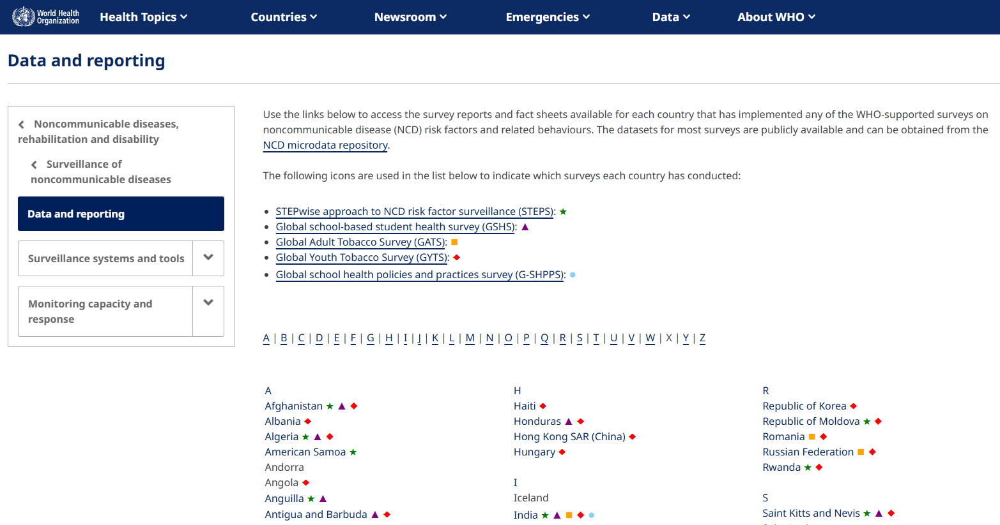 World Health
Organization
Health Topics
Countries
Newsroom
Emergencies
Data
About WHO
Data and reporting
Noncommunicable diseases,
rehabilitation and disability
Surveillance of
noncommunicable diseases
Data and reporting
Surveillance systems and tools
Monitoring capacity and
response
Use the links below to access the survey reports and fact sheets available for each country that has implemented any of the WHO-supported surveys on
noncommunicable disease (NCD) risk factors and related behaviours. The datasets for most surveys are publicly available and can be obtained from the
NCD microdata repository.
The following icons are used in the list below to indicate which surveys each country has conducted:
• STEPwise approach to NCD risk factor surveillance (STEPS): ★
• Global school-based student health survey (GSHS): ▲
• Global Adult Tobacco Survey (GATS): ■
• Global Youth Tobacco Survey (GYTS): ◆
• Global school health policies and practices survey (G-SHPPS): ●
A | B | C | D | E | F | G | H | I | J | K | L | M | N | O | P | Q | R | S | T | U | V | W | X | Y | Z
A
Afghanistan ★ ▲ ◆
Albania ◆
Algeria ★ ▲ ◆
American Samoa ★
Andorra
Angola ◆
Anguilla ★ ▲
Antigua and Barbuda ▲ ◆
H
Haiti ◆
Honduras ▲ ◆
Hong Kong SAR (China) ◆
Hungary ◆
I
Iceland
India ★ ▲ ■ ◆ ●
R
Republic of Korea ◆
Republic of Moldova ★ ◆
Romania ■ ◆
Russian Federation ■ ◆
Rwanda ★ ◆
S
Saint Kitts and Nevis ★ ▲ ◆